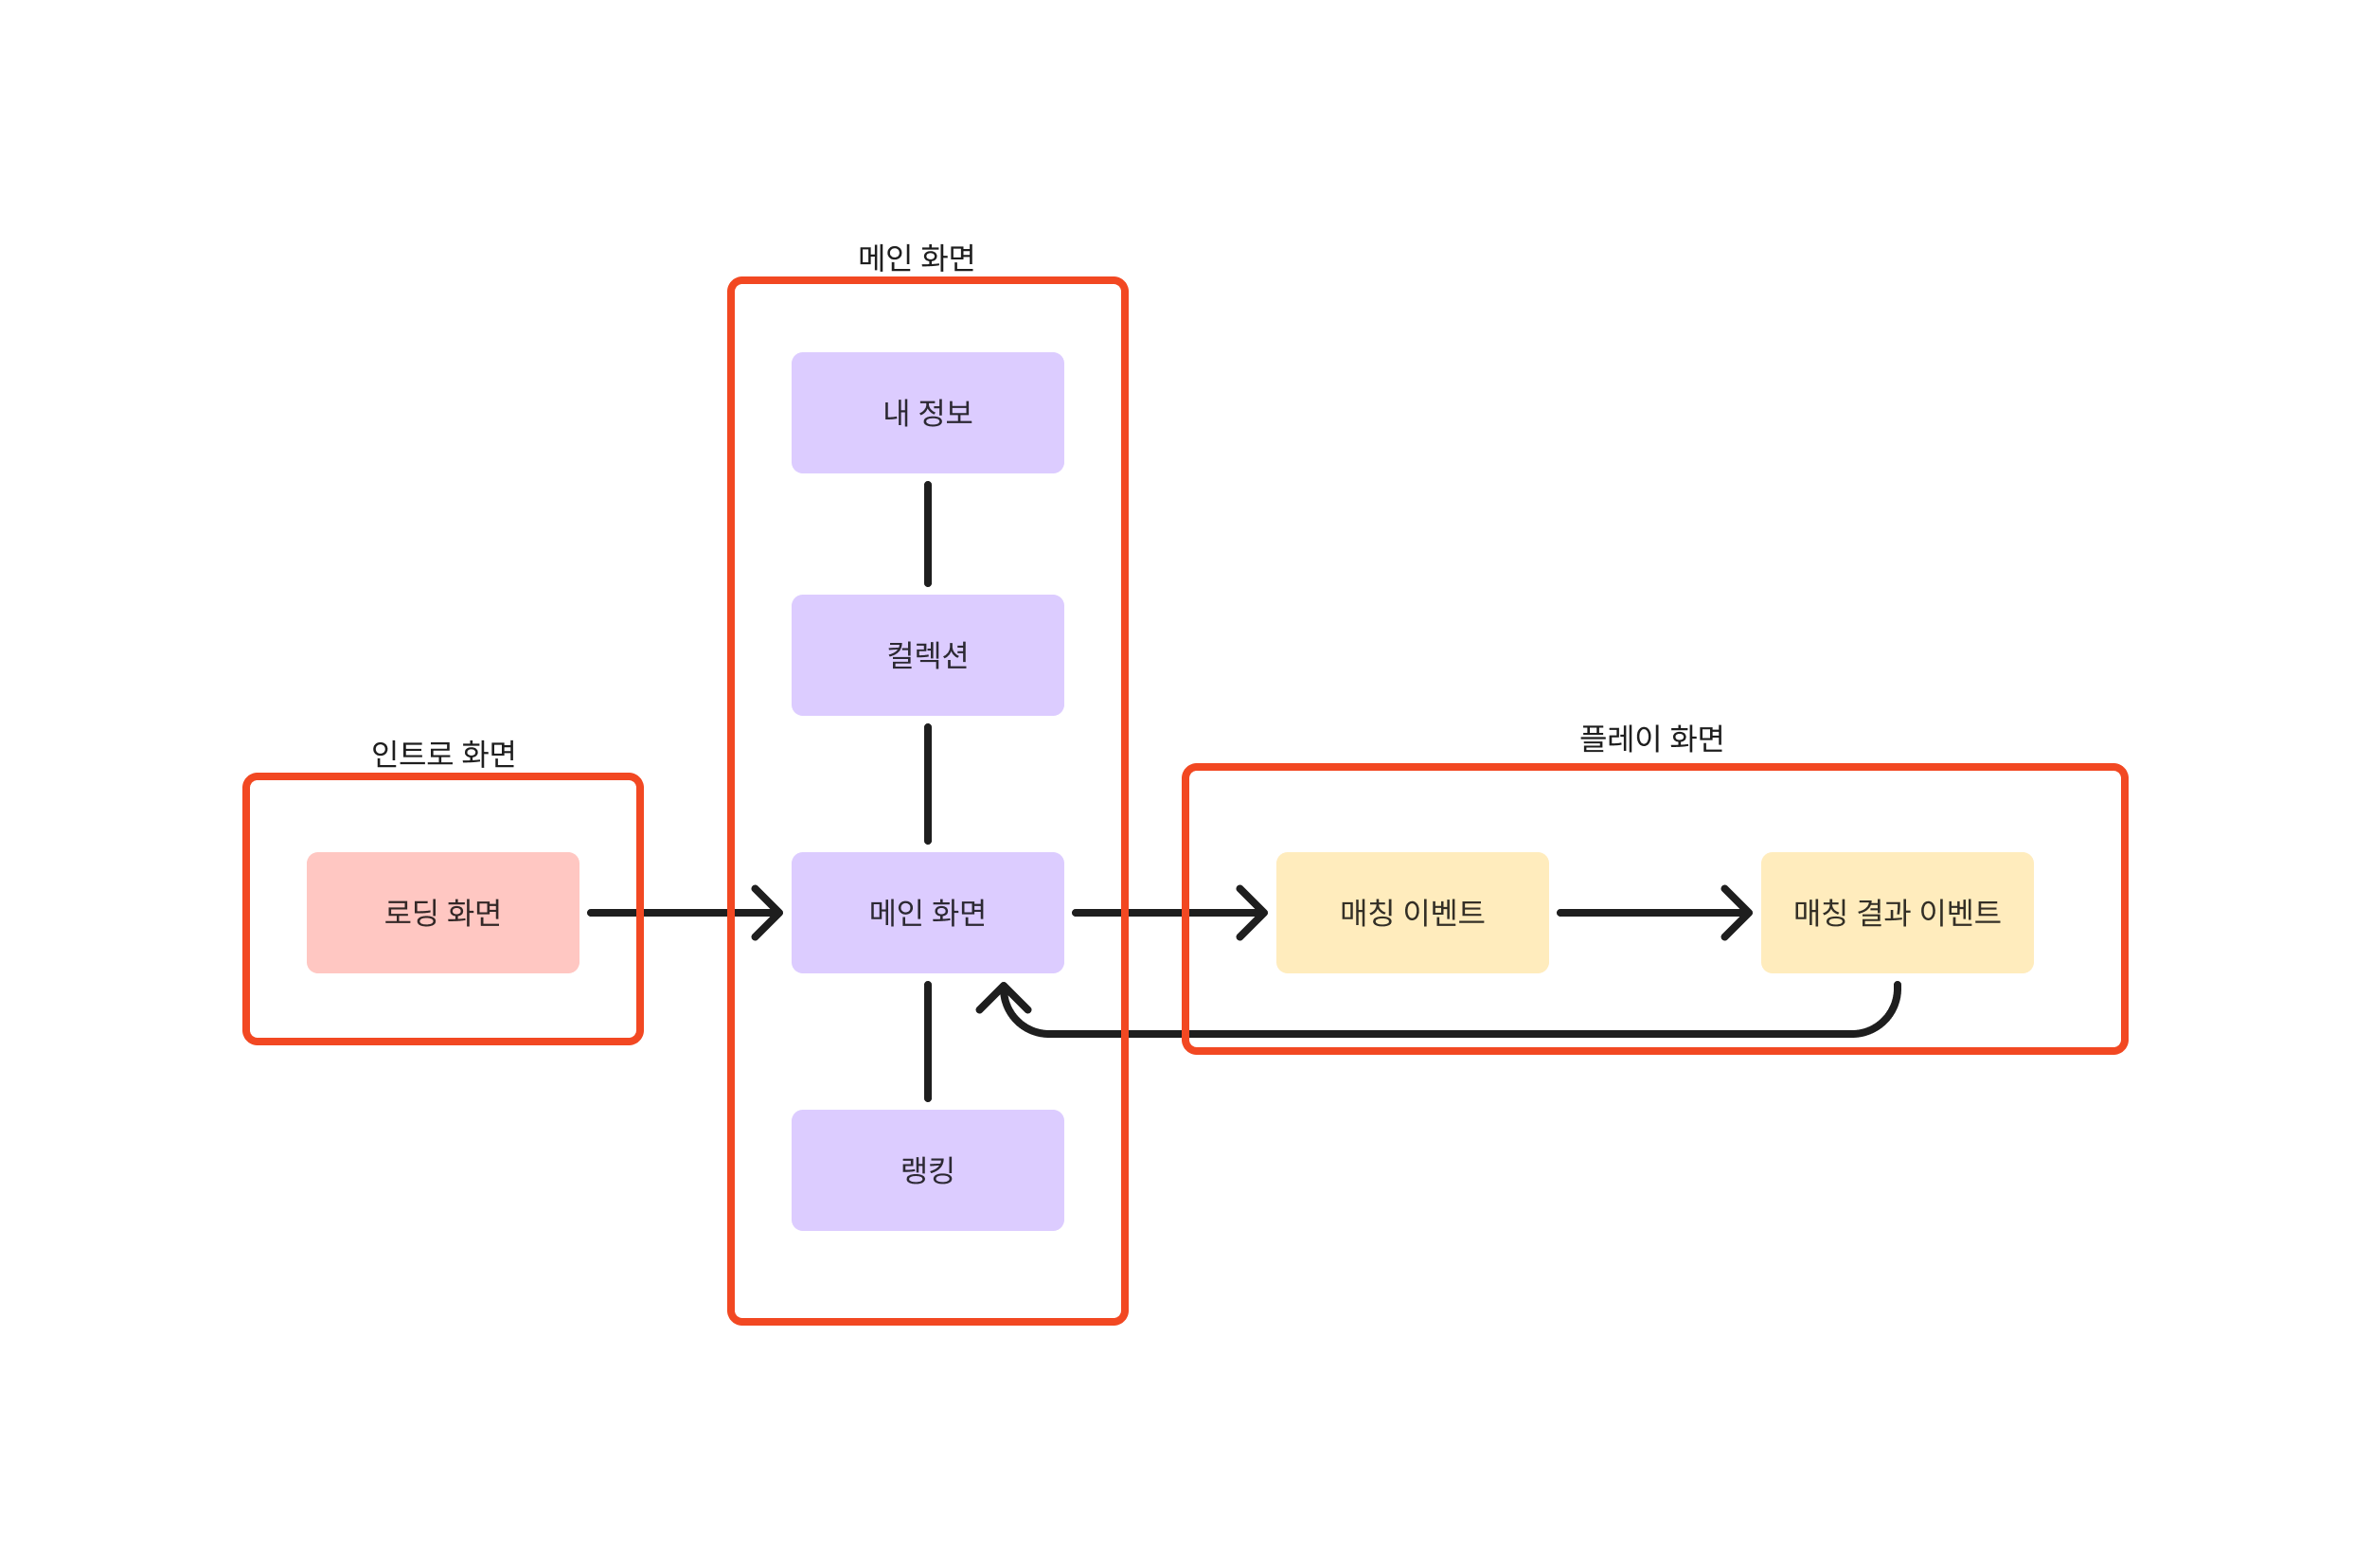 메인 화면
내 정보
컬렉션
인트로 화면
플레이 화면
로딩 화면
메인 화면
매칭 이벤트
매칭 결과 이벤트
랭킹